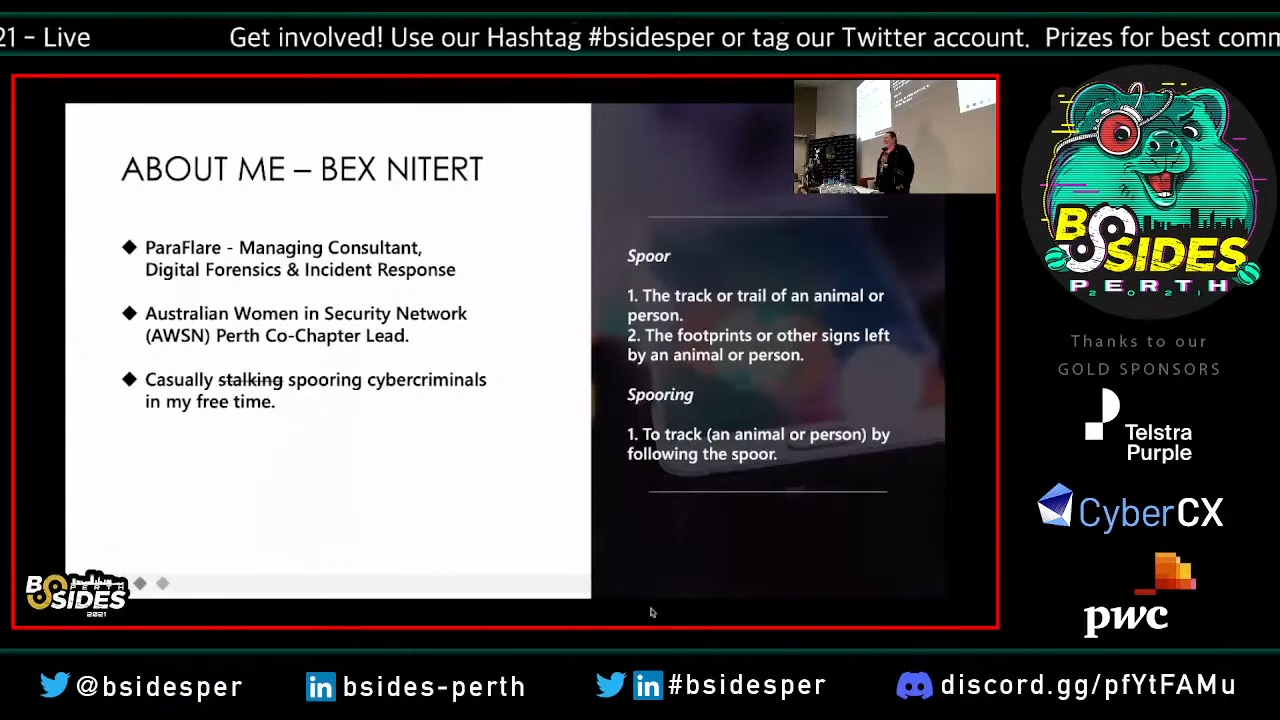 21 – Live
Get involved! Use our Hashtag #bsidesper or tag our Twitter account. Prizes for best comm
ABOUT ME – BEX NITERT
ParaFlare - Managing Consultant,
Digital Forensics & Incident Response
Australian Women in Security Network
(AWSN) Perth Co-Chapter Lead.
Casually stalking spooring cybercriminals
in my free time.
Spoor
1. The track or trail of an animal or
person.
2. The footprints or other signs left
by an animal or person.
Spooring
1. To track (an animal or person) by
following the spoor.
BSIDES
PERTH
2021
Thanks to our
GOLD SPONSORS
Telstra
Purple
CyberCX
pwc
PERTH
BSIDES
2021
@bsidesper
bsides-perth
#bsidesper
discord.gg/pfYtFAMu